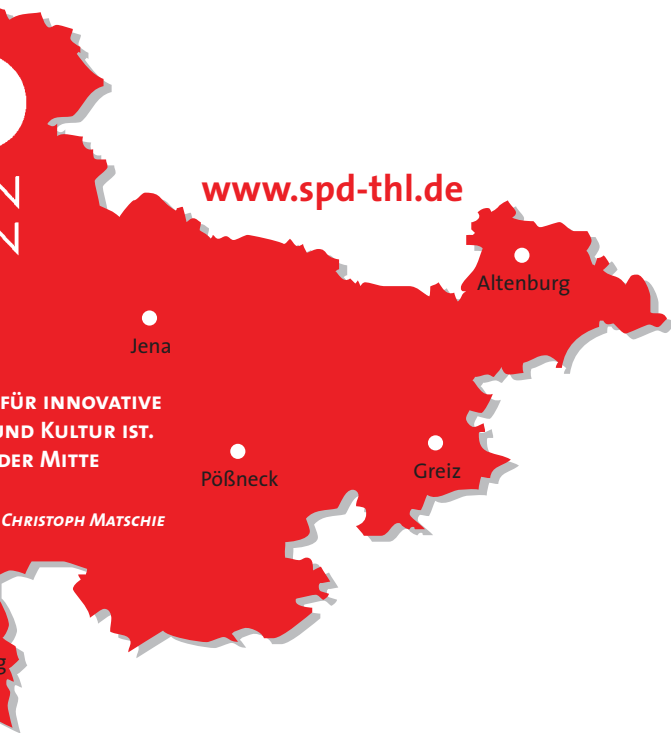 www.spd-thl.de
Altenburg
Jena
FÜR INNOVATIVE
UND KULTUR IST.
DER MITTE
Pößneck
Greiz
CHRISTOPH MATSCHIE